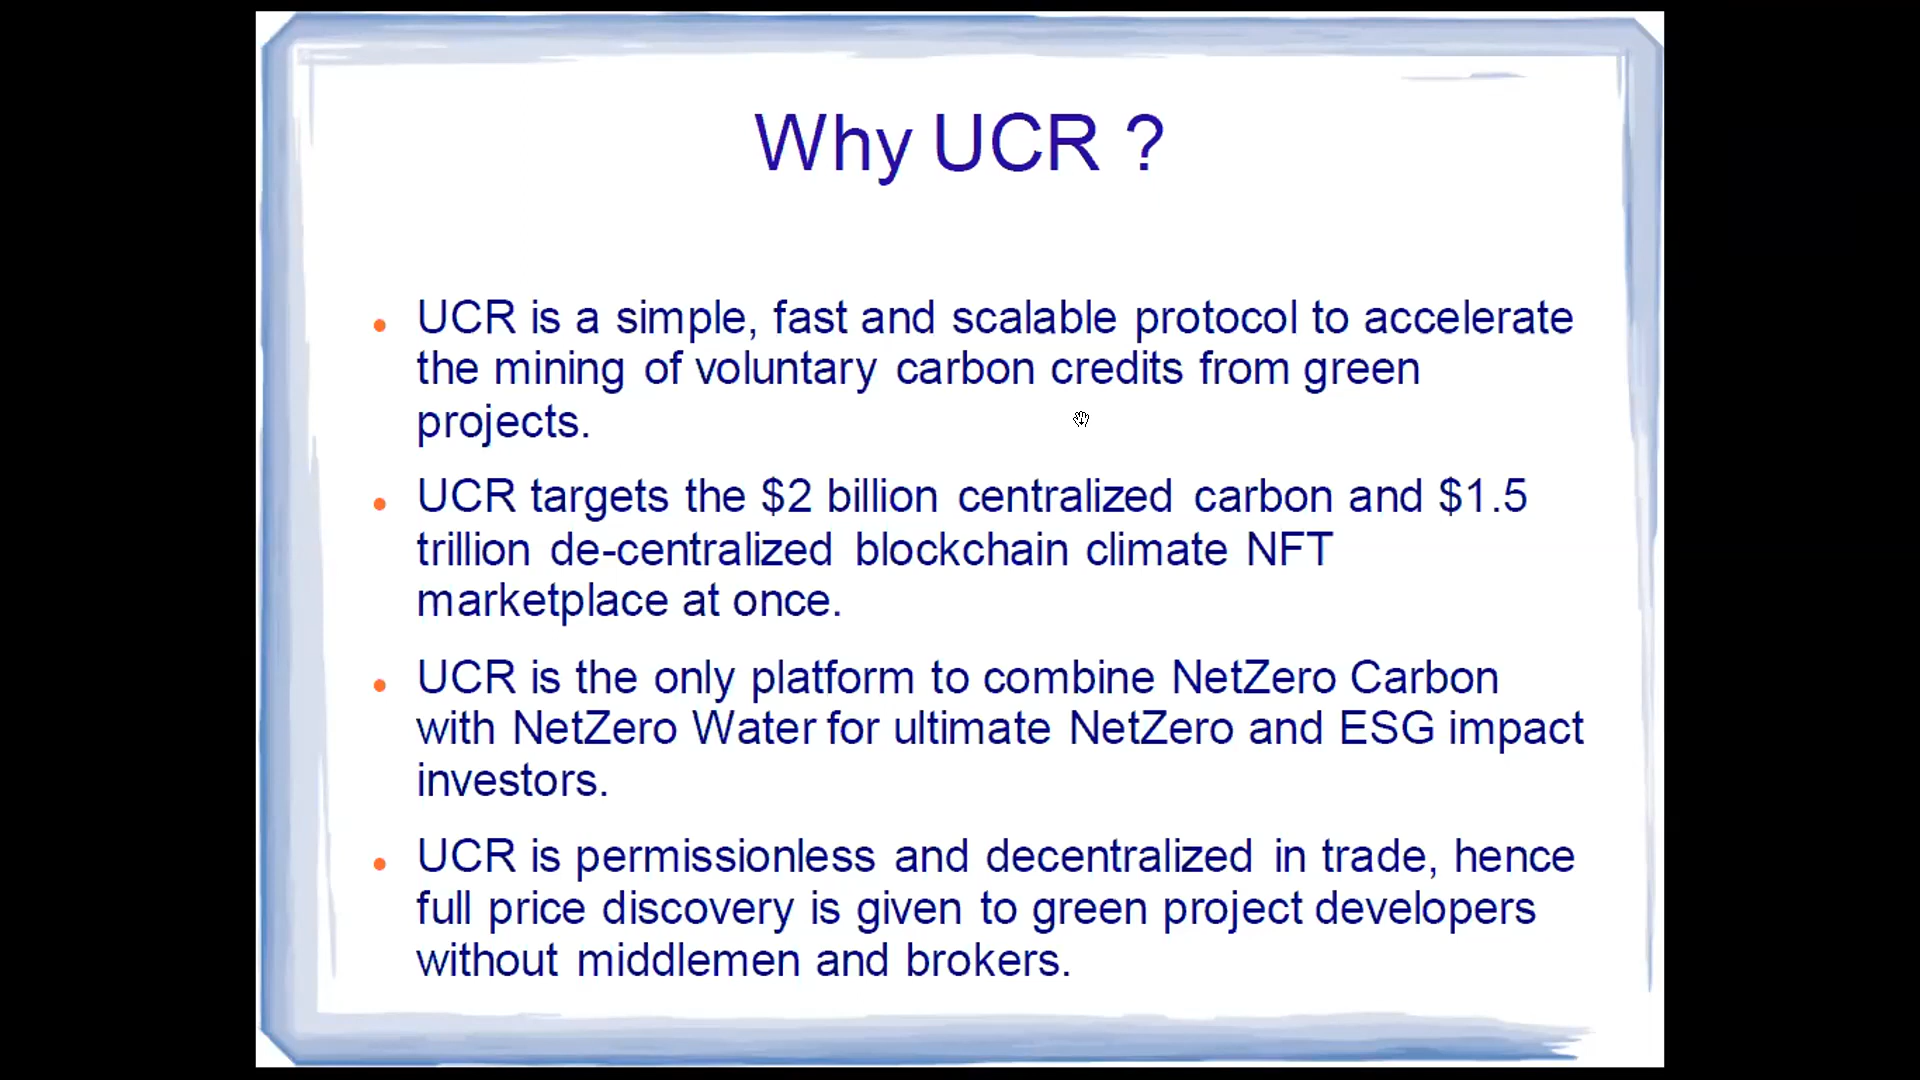 Why UCR ?
UCR is a simple, fast and scalable protocol to accelerate
the mining of voluntary carbon credits from green
projects.
UCR targets the $2 billion centralized carbon and $1.5
trillion de-centralized blockchain climate NFT
marketplace at once.
UCR is the only platform to combine NetZero Carbon
with NetZero Water for ultimate NetZero and ESG impact
investors.
UCR is permissionless and decentralized in trade, hence
full price discovery is given to green project developers
without middlemen and brokers.